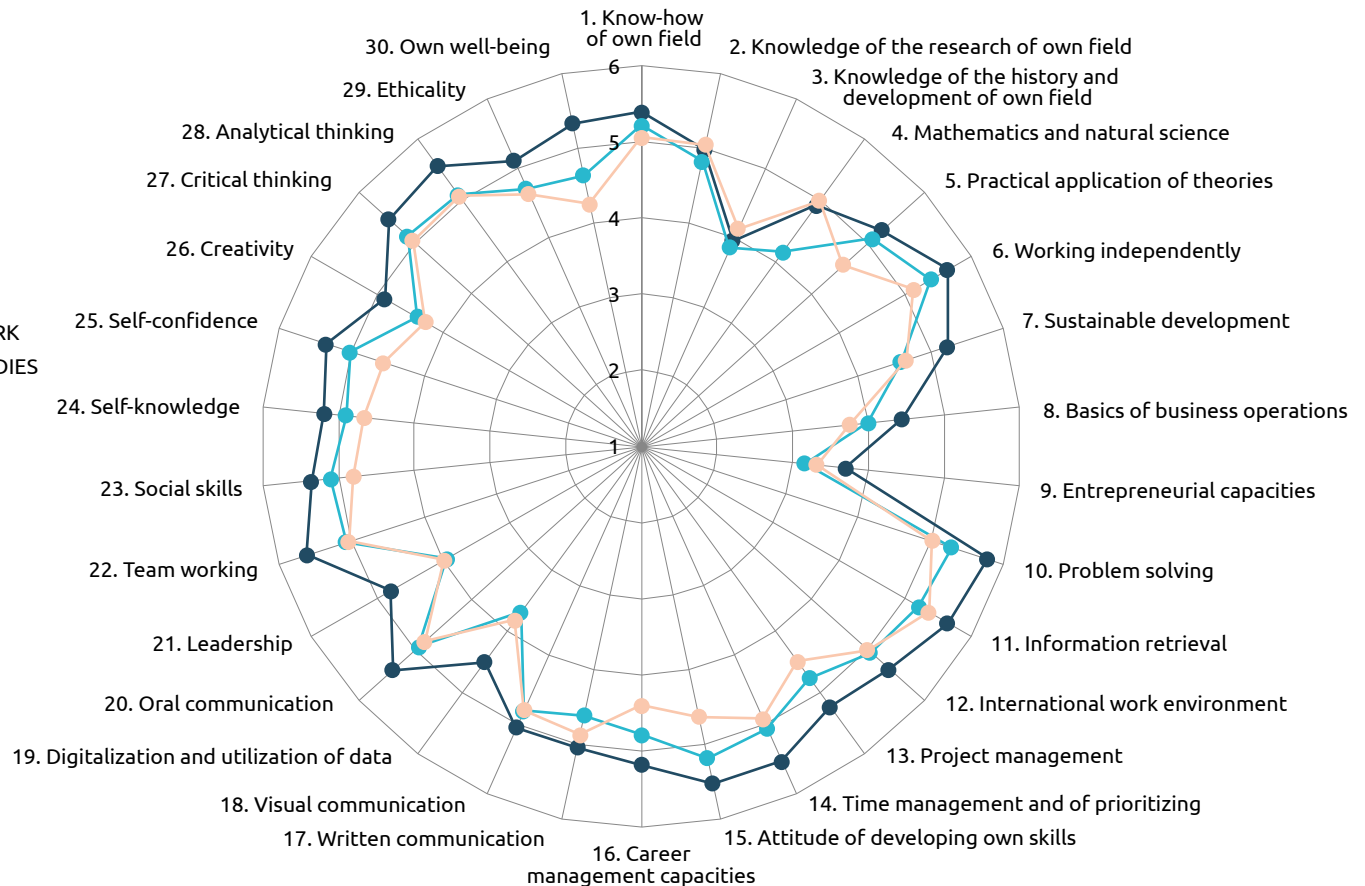 1. Know-how
of own field
2. Knowledge of the research of own field
3. Knowledge of the history and
development of own field
4. Mathematics and natural science
5. Practical application of theories
6. Working independently
7. Sustainable development
8. Basics of business operations
9. Entrepreneurial capacities
10. Problem solving
11. Information retrieval
12. International work environment
13. Project management
14. Time management and of prioritizing
15. Attitude of developing own skills
16. Career
management capacities
17. Written communication
18. Visual communication
19. Digitalization and utilization of data
20. Oral communication
21. Leadership
22. Team working
23. Social skills
24. Self-knowledge
25. Self-confidence
26. Creativity
27. Critical thinking
28. Analytical thinking
29. Ethicality
30. Own well-being
6
5
4
3
2
1
RK
DIES